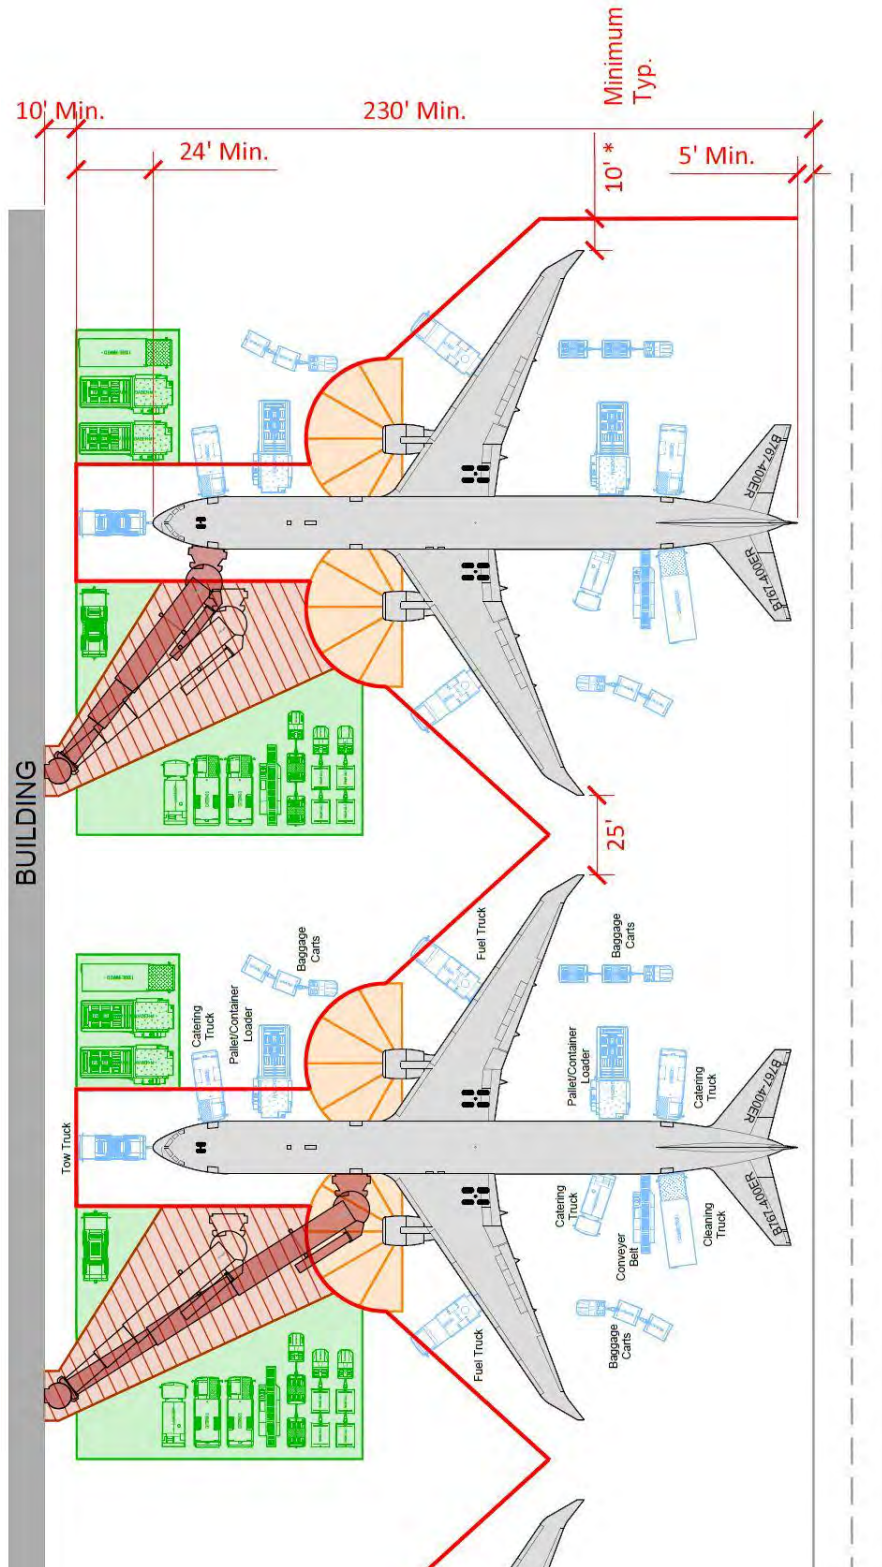 Minimum
Typ.
10' Min.
230' Min.
24' Min.
10' *
5' Min.
B767-400ER
B767-400ER
BUILDING
25'
Baggage
Carts
Fuel Truck
Baggage
Carts
Catering
Truck
Pallet/Container
Loader
Pallet/Container
Loader
Catering
Truck
B767-400ER
Tow Truck
B767-400ER
Catering
Truck
Conveyer
Belt
Cleaning Truck
Fuel Truck
Baggage
Carts